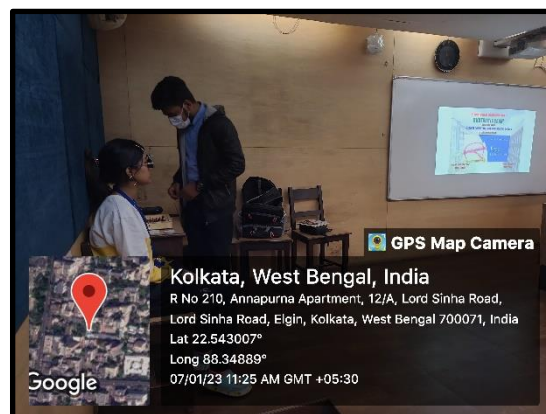 GPS Map Camera
Kolkata, West Bengal, India
R No 210, Annapurna Apartment, 12/A, Lord Sinha Road,
Lord Sinha Road, Elgin, Kolkata, West Bengal 700071, India
Lat 22.543007°
Long 88.34889°
07/01/23 11:25 AM GMT +05:30
Google